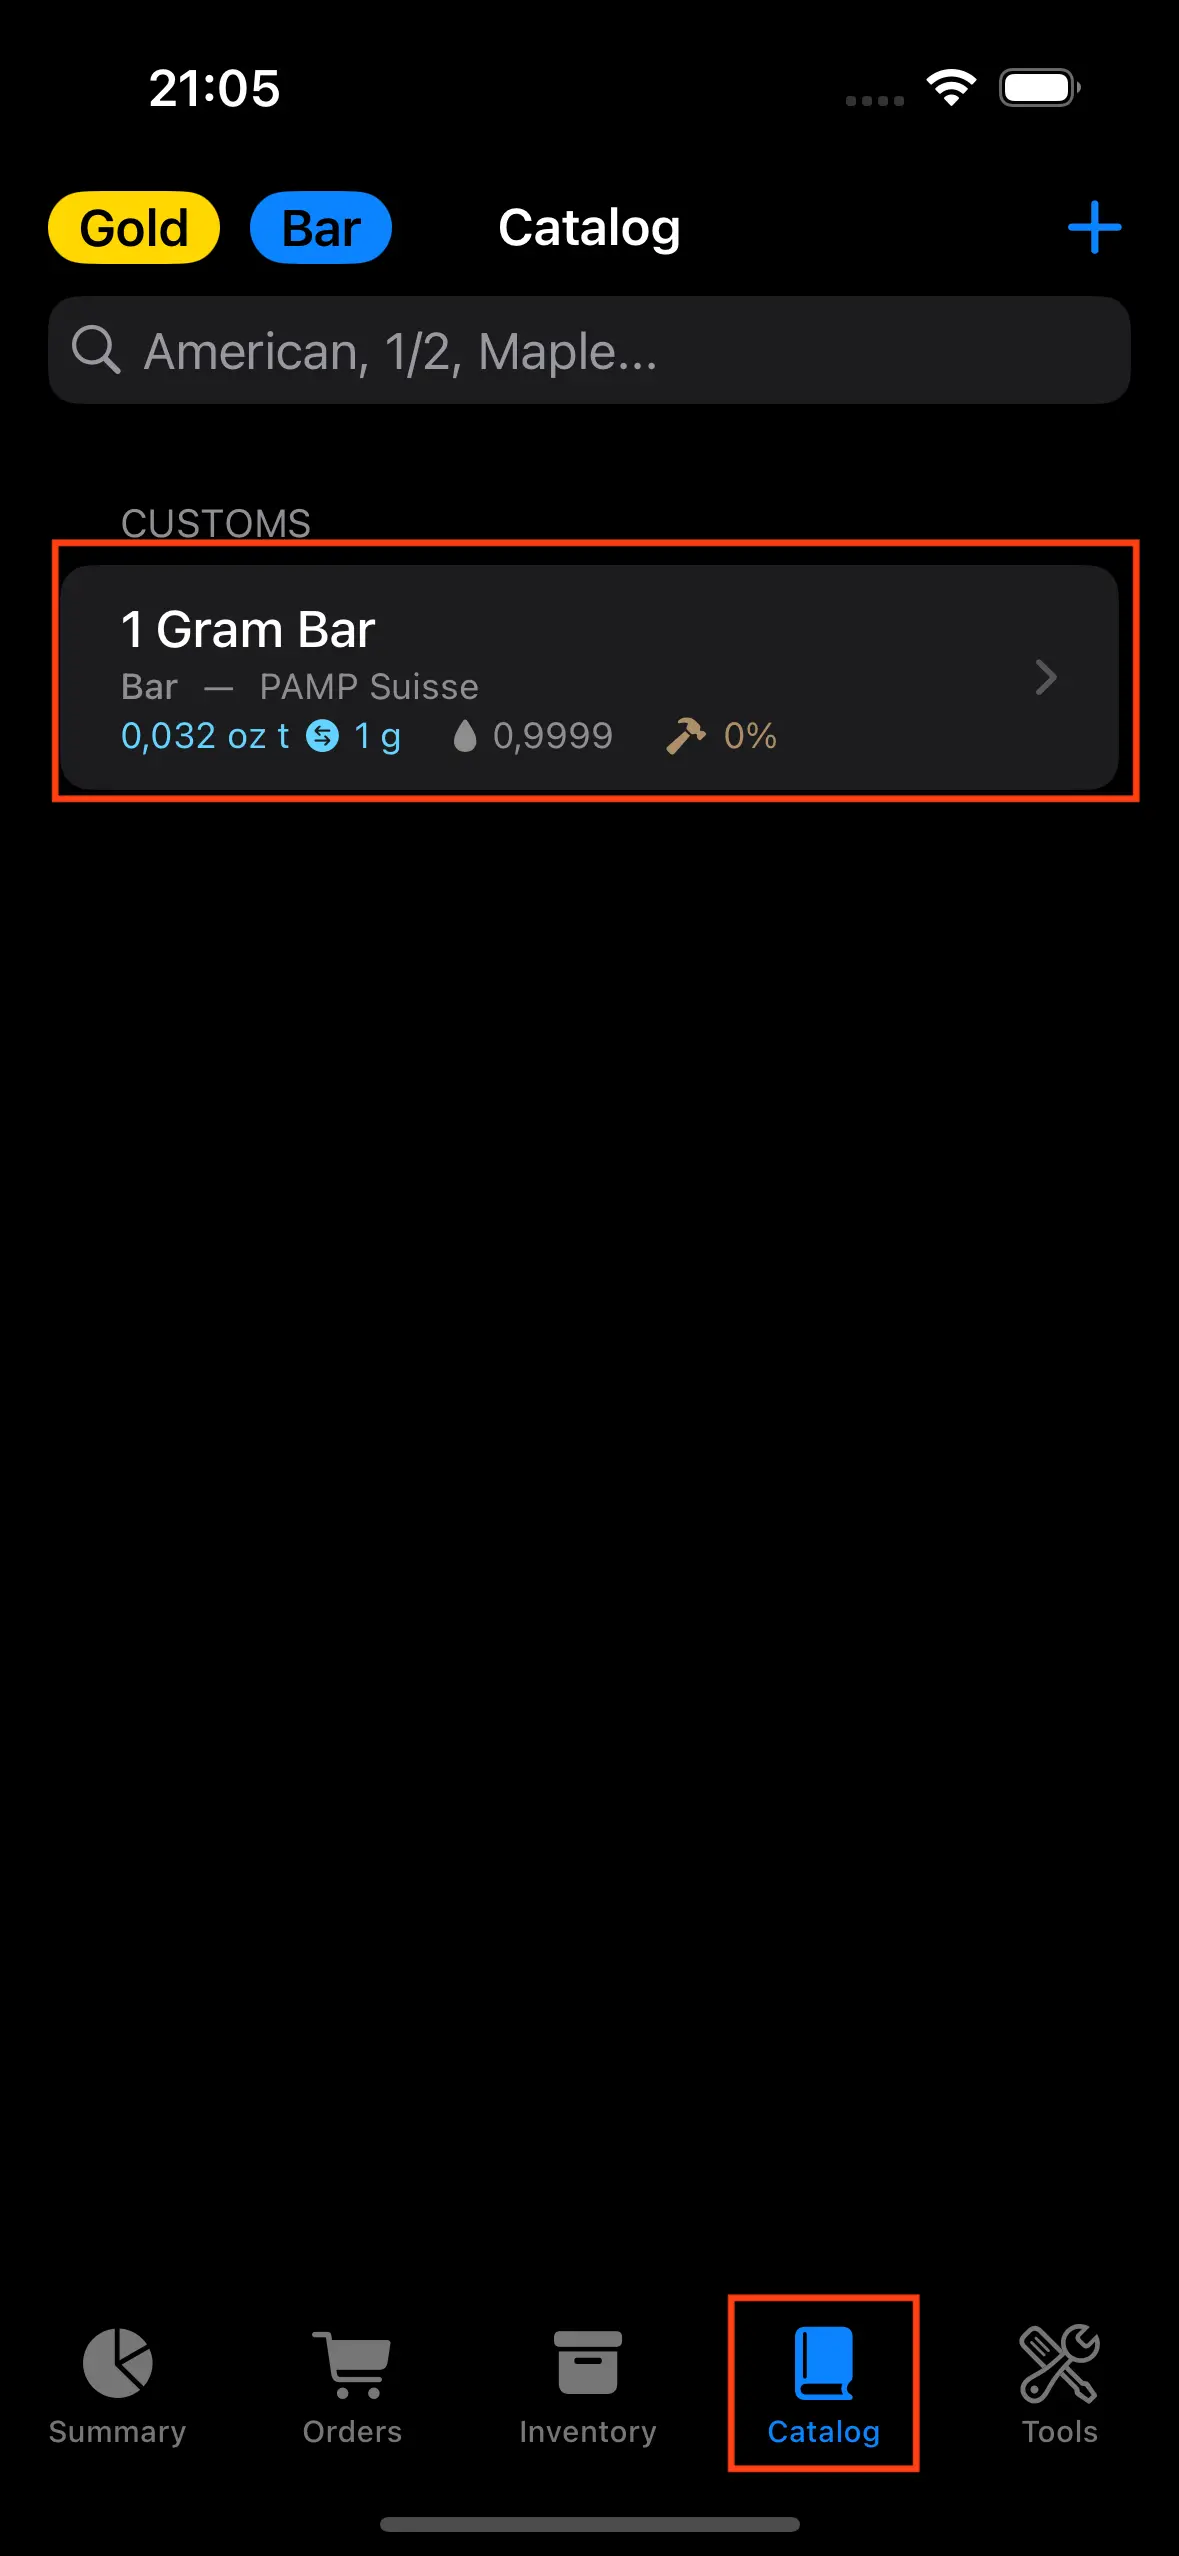 21:05
Gold Bar Catalog
American, 1/2, Maple...
CUSTOMS
1 Gram Bar
Bar — PAMP Suisse
0,032 oz t 1 g 0,9999 0%
Summary Orders Inventory Catalog Tools